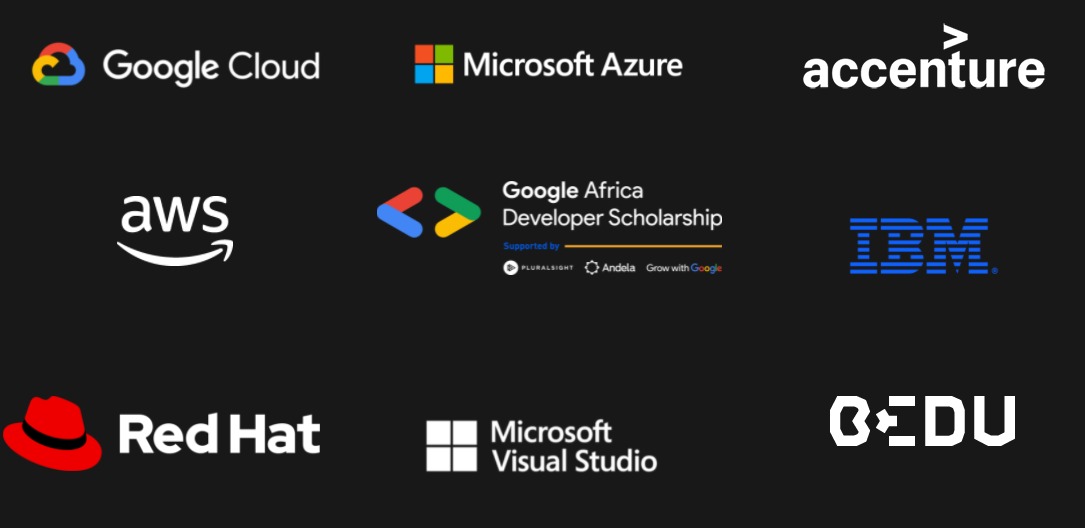 Google Cloud
Microsoft Azure
accenture
aws
Google Africa
Developer Scholarship
Supported by
PLURALSIGHT Andela Grow with Google
IBM®
Red Hat
Microsoft
Visual Studio
BEDU